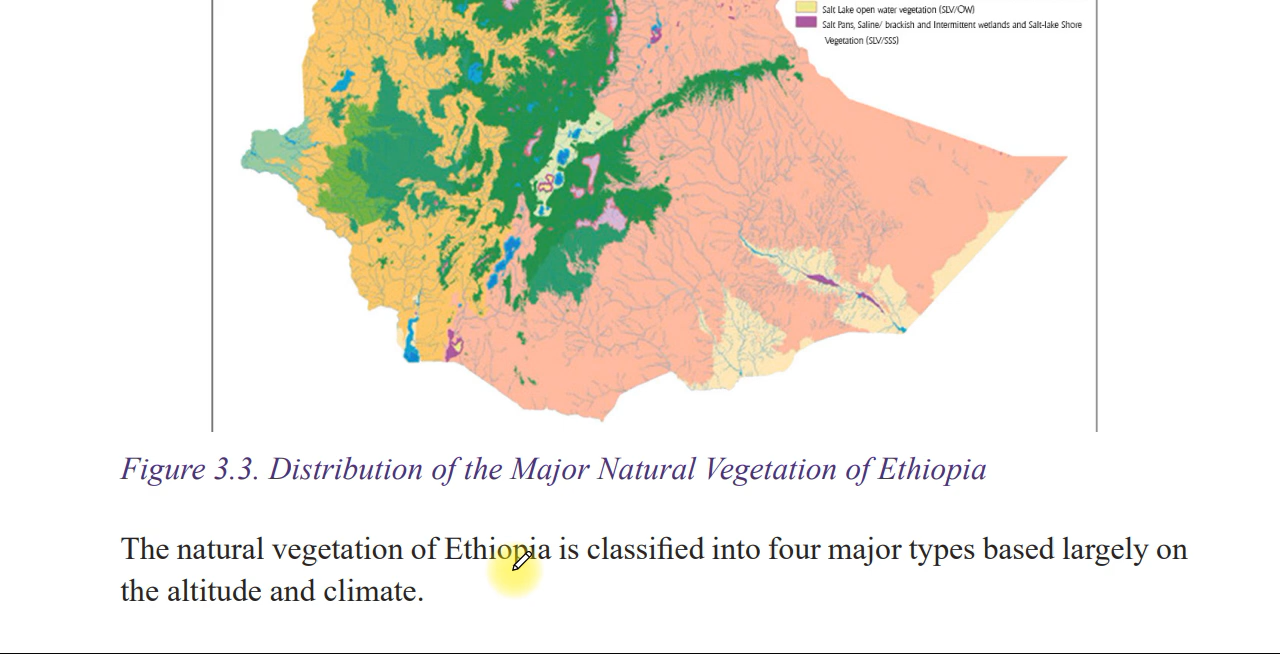 Salt Lake open water vegetation (SLV/OW)
Salt Pans, Saline/ brackish and Intermittent wetlands and Salt-lake Shore
Vegetation (SLV/SSS)
Figure 3.3. Distribution of the Major Natural Vegetation of Ethiopia
The natural vegetation of Ethiopia is classified into four major types based largely on
the altitude and climate.